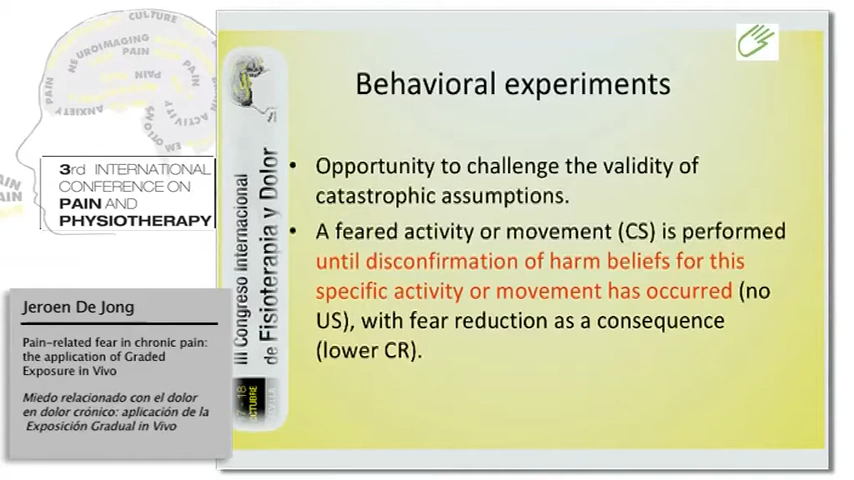 CULTURE
NEUROIMAGING
PAIN
PAIN
PAIN
PAIN
ANXIETY
EMOTION
PAIN
PAIN
3rd INTERNATIONAL
CONFERENCE ON
PAIN AND
PHYSIOTHERAPY
III Congreso Internacional
de Fisioterapia y Dolor
OCTUBRE
Behavioral experiments
• Opportunity to challenge the validity of
catastrophic assumptions.
• A feared activity or movement (CS) is performed
until disconfirmation of harm beliefs for this
specific activity or movement has occurred (no
US), with fear reduction as a consequence
(lower CR).
Jeroen De Jong
Pain-related fear in chronic pain:
the application of Graded
Exposure in Vivo
Miedo relacionado con el dolor
en dolor crónico: aplicación de la
Exposición Gradual in Vivo